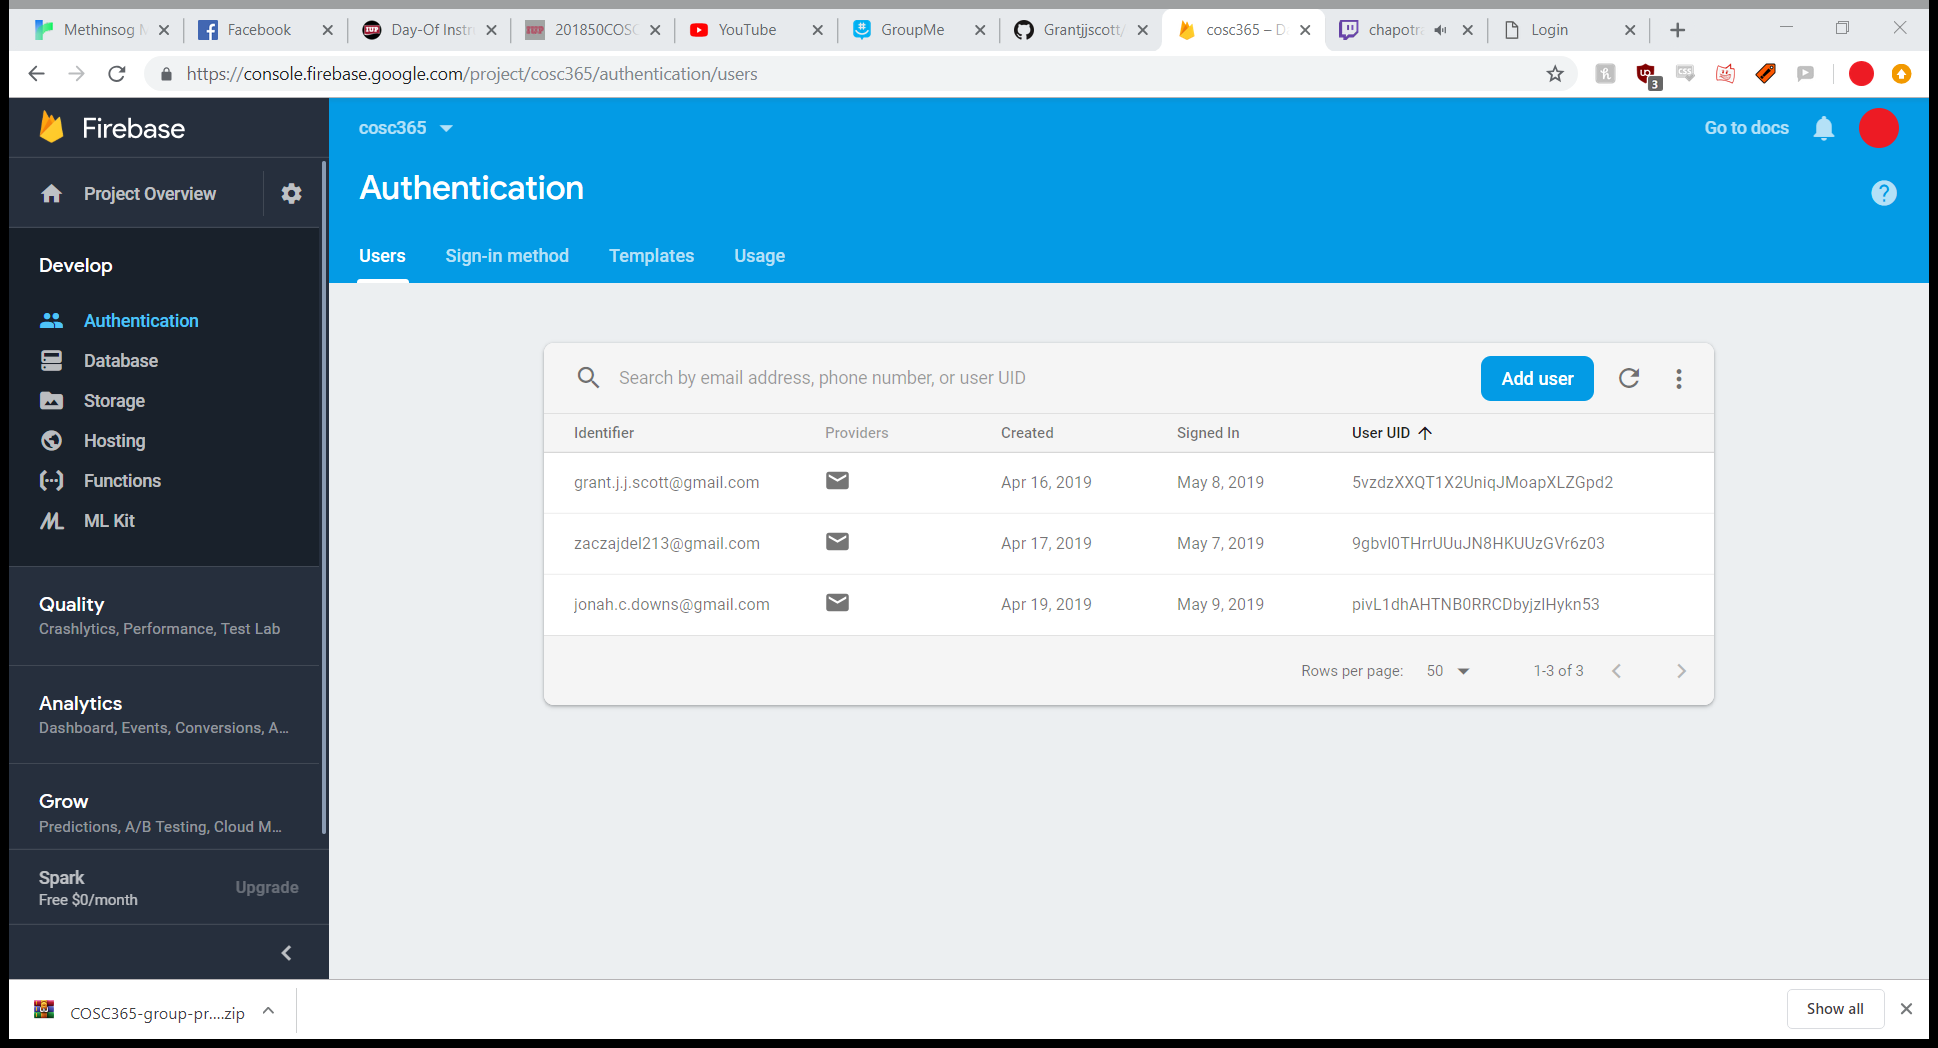 Methinsog M
Facebook
Day-Of Instru
201850COSC
YouTube
GroupMe
Grantjjscott/
cosc365 – D
chapotra
Login
https://console.firebase.google.com/project/cosc365/authentication/users
3
Firebase
cosc365
Go to docs
Project Overview
Authentication
Users
Sign-in method
Templates
Usage
Develop
Authentication
Database
Storage
Hosting
Functions
ML Kit
Search by email address, phone number, or user UID
Add user
Identifier Providers Created Signed In User UID
grant.j.j.scott@gmail.com Apr 16, 2019 May 8, 2019 5vzdzXXQT1X2UniqJMoapXLZGpd2
zaczajdel213@gmail.com Apr 17, 2019 May 7, 2019 9gbvI0THrrUUuJN8HKUUzGVr6z03
jonah.c.downs@gmail.com Apr 19, 2019 May 9, 2019 pivL1dhAHTNB0RRCDbyjzIHykn53
Rows per page: 50 1-3 of 3
Quality
Crashlytics, Performance, Test Lab
Analytics
Dashboard, Events, Conversions, A...
Grow
Predictions, A/B Testing, Cloud M...
Spark
Free $0/month
Upgrade
COSC365-group-pr....zip
Show all